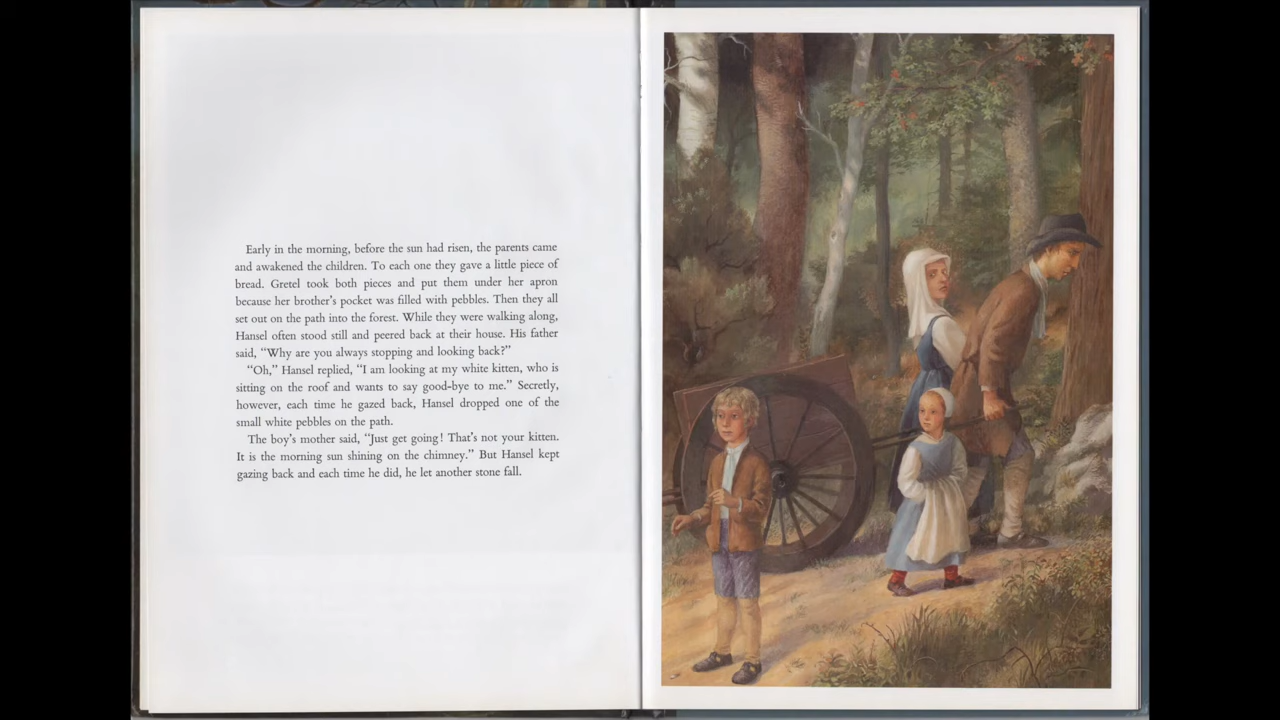 Early in the morning, before the sun had risen, the parents came
and awakened the children. To each one they gave a little piece of
bread. Gretel took both pieces and put them under her apron
because her brother's pocket was filled with pebbles. Then they all
set out on the path into the forest. While they were walking along,
Hansel often stood still and peered back at their house. His father
said, “Why are you always stopping and looking back?”
“Oh,” Hansel replied, “I am looking at my white kitten, who is
sitting on the roof and wants to say good-bye to me.” Secretly,
however, each time he gazed back, Hansel dropped one of the
small white pebbles on the path.
The boy's mother said, “Just get going! That's not your kitten.
It is the morning sun shining on the chimney.” But Hansel kept
gazing back and each time he did, he let another stone fall.